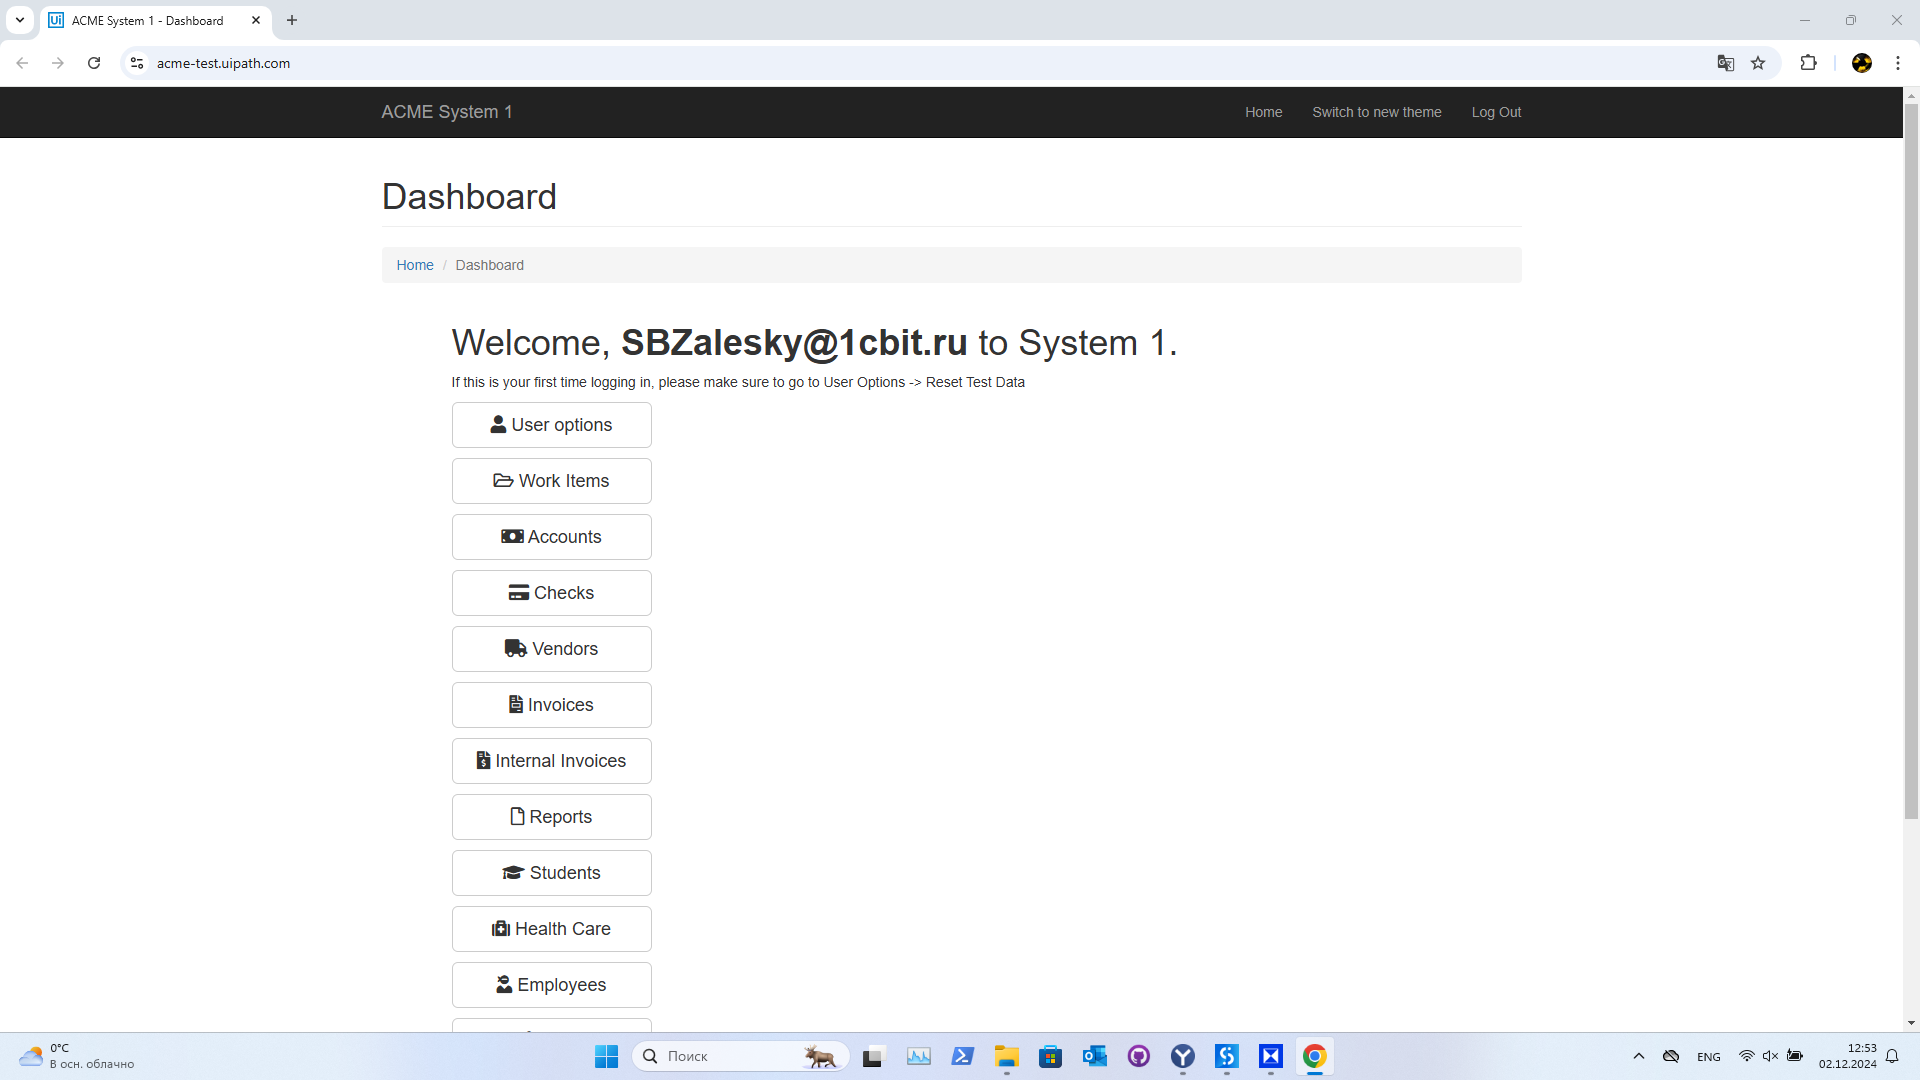 ACME System 1 - Dashboard
acme-test.uipath.com
ACME System 1
Home
Switch to new theme
Log Out
Dashboard
Home / Dashboard
Welcome, SBZalesky@1cbit.ru to System 1.
If this is your first time logging in, please make sure to go to User Options -> Reset Test Data
User options
Work Items
Accounts
Checks
Vendors
Invoices
Internal Invoices
Reports
Students
Health Care
Employees
0°C
В осн. облачно
Поиск
ENG
12:53
02.12.2024